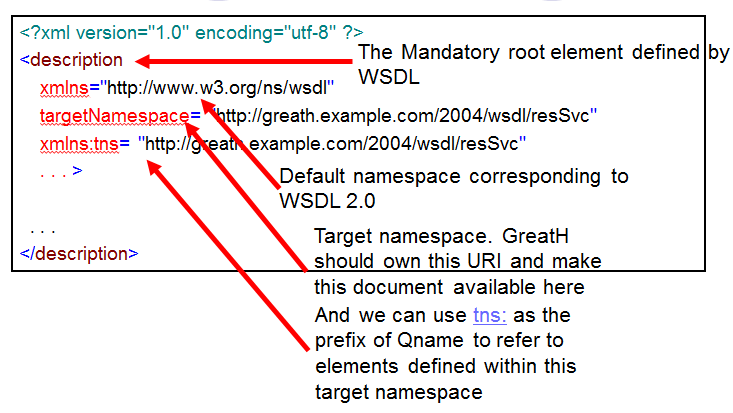 <?xml version="1.0" encoding="utf-8" ?>
<description
xmlns="http://www.w3.org/ns/wsdl"
targetNamespace= "http://greath.example.com/2004/wsdl/resSvc"
xmlns:tns= "http://greath.example.com/2004/wsdl/resSvc"
. . . >
. . .
</description>
The Mandatory root element defined by
WSDL
Default namespace corresponding to
WSDL 2.0
Target namespace. GreatH
should own this URI and make
this document available here
And we can use tns: as the
prefix of Qname to refer to
elements defined within this
target namespace